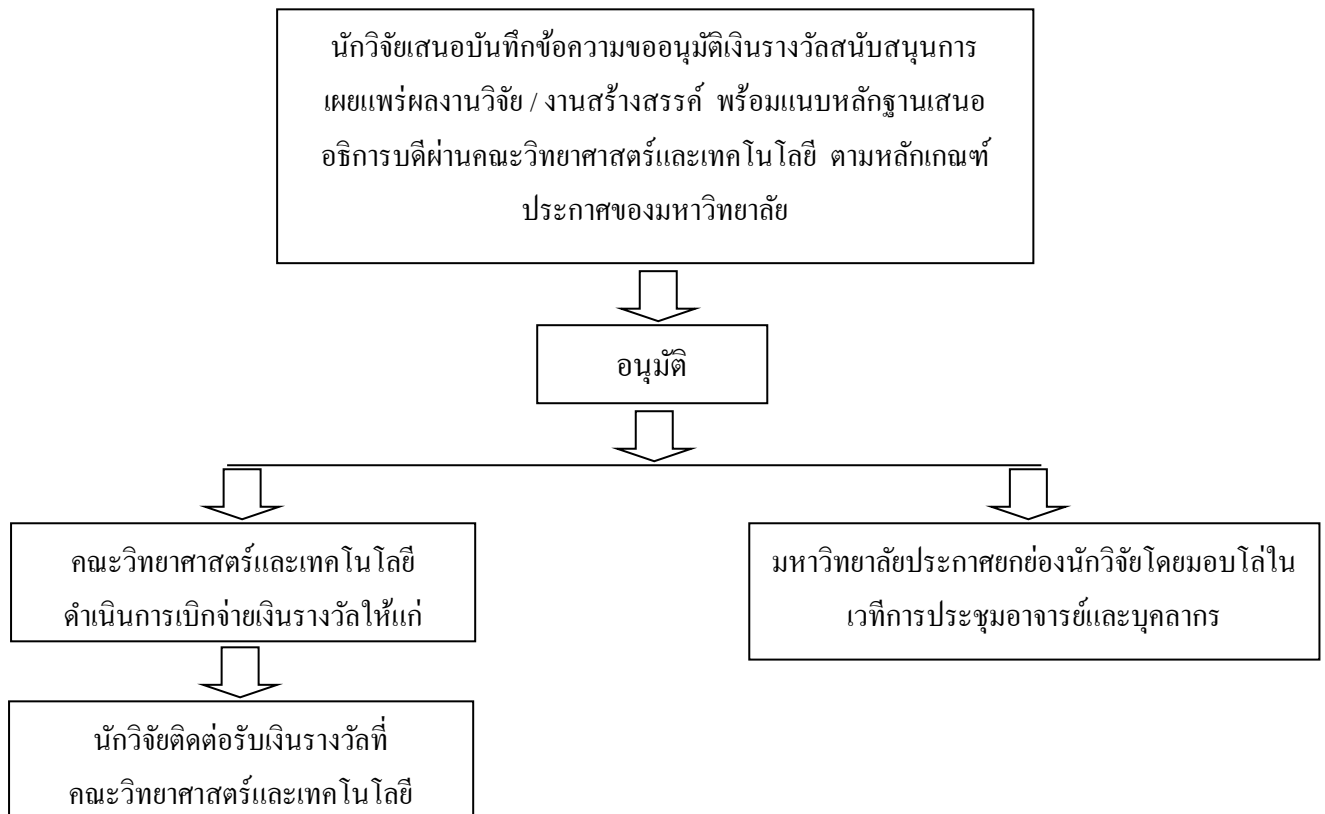 นักวิจัยเสนอบันทึกข้อความขออนุมัติเงินรางวัลสนับสนุนการ
เผยแพร่ผลงานวิจัย / งานสร้างสรรค์ พร้อมแนบหลักฐานเสนอ
อธิการบดีผ่านคณะวิทยาศาสตร์และเทคโนโลยี ตามหลักเกณฑ์
ประกาศของมหาวิทยาลัย
อนุมัติ
คณะวิทยาศาสตร์และเทคโนโลยี
ดำเนินการเบิกจ่ายเงินรางวัลให้แก่
มหาวิทยาลัยประกาศยกย่องนักวิจัยโดยมอบโล่ใน
เวทีการประชุมอาจารย์และบุคลากร
นักวิจัยติดต่อรับเงินรางวัลที่
คณะวิทยาศาสตร์และเทคโนโลยี